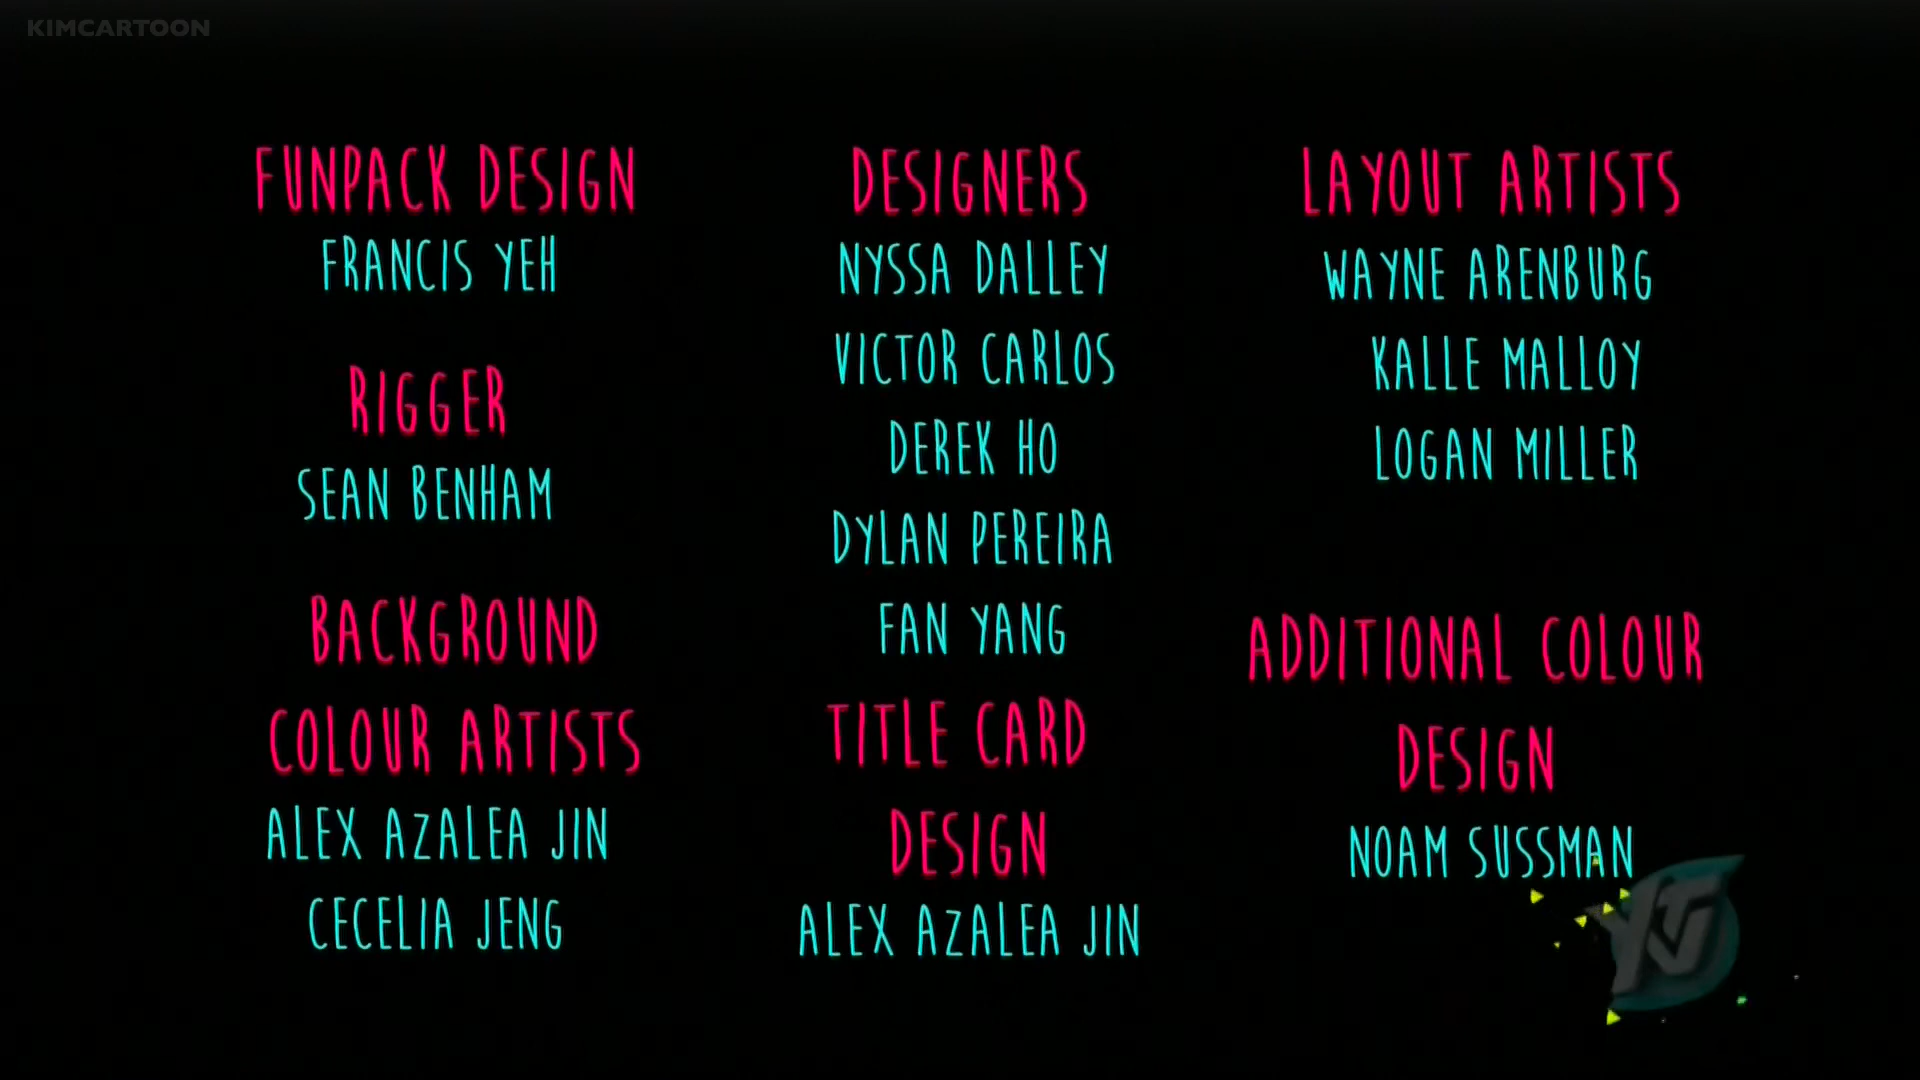 KIMCARTOON
FUNPACK DESIGN
FRANCIS YEH
RIGGER
SEAN BENHAM
BACKGROUND
COLOUR ARTISTS
ALEX AZALEA JIN
CECELIA JENG
DESIGNERS
NYSSA DALLEY
VICTOR CARLOS
DEREK HO
DYLAN PEREIRA
FAN YANG
TITLE CARD
DESIGN
ALEX AZALEA JIN
LAYOUT ARTISTS
WAYNE ARENBURG
KALLE MALLOY
LOGAN MILLER
ADDITIONAL COLOUR
DESIGN
NOAM SUSSMAN
YTV